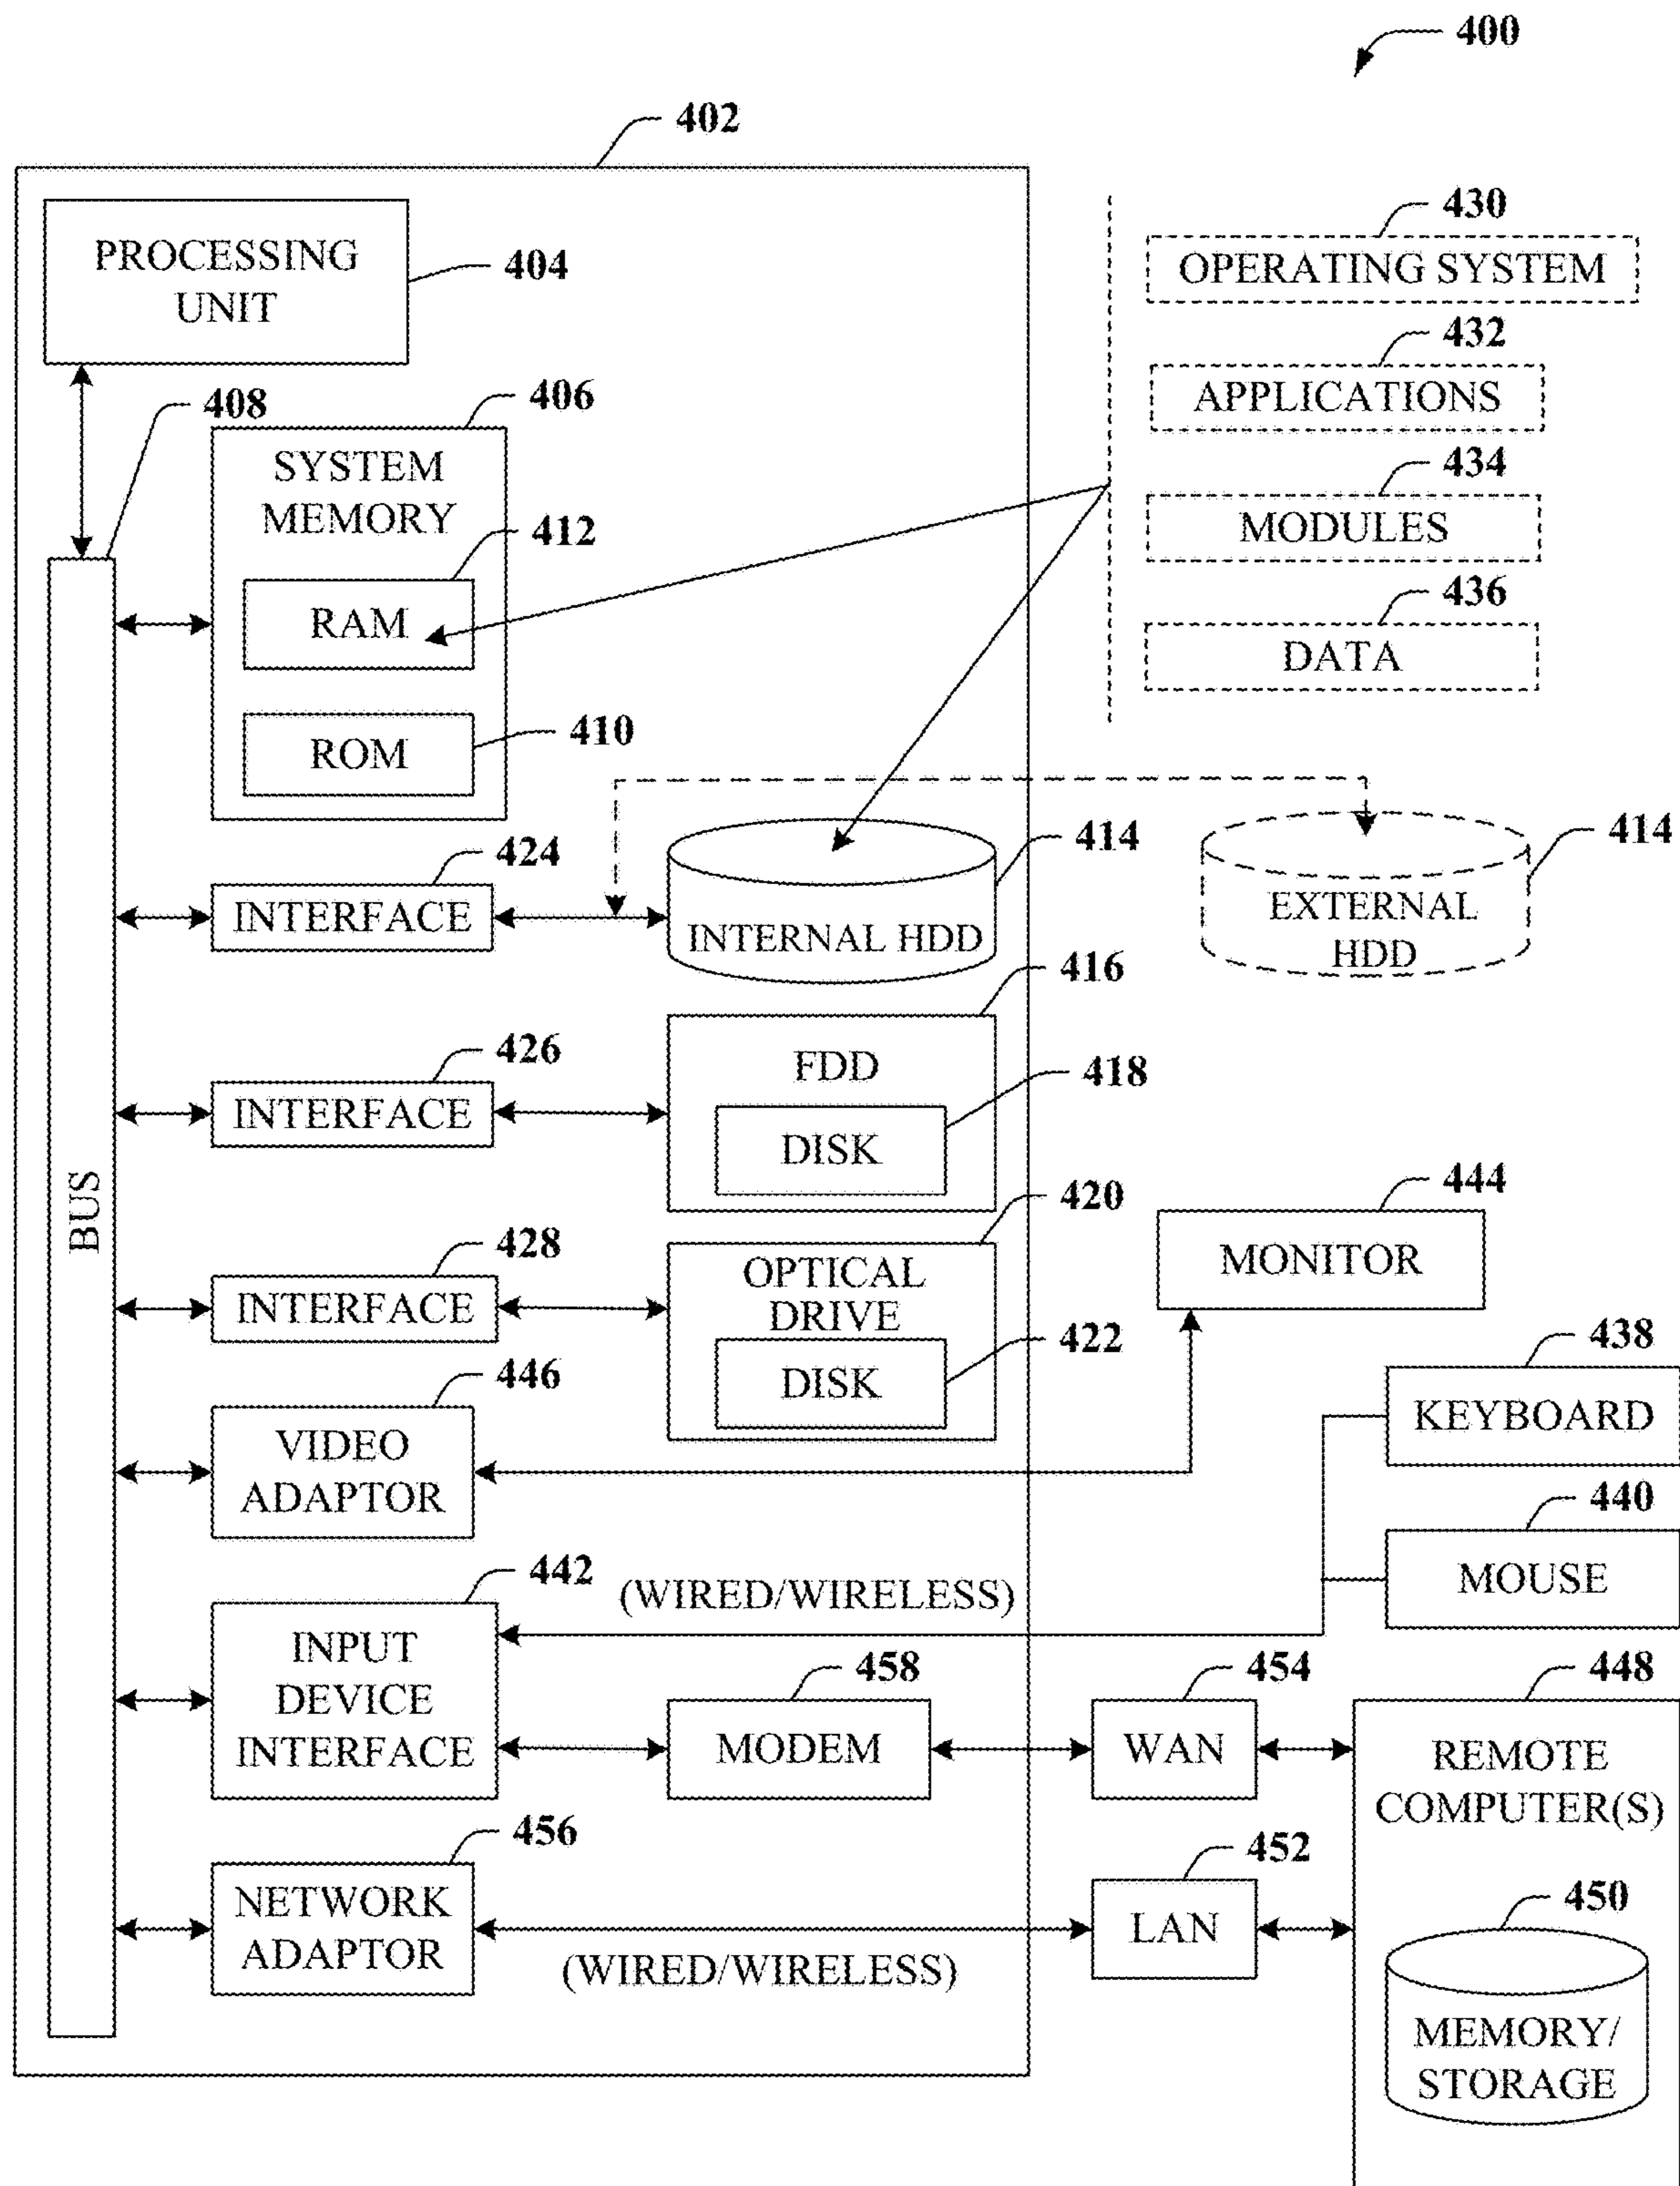 400
402
PROCESSING
UNIT
404
430
OPERATING SYSTEM
432
APPLICATIONS
434
MODULES
436
DATA
408
406
SYSTEM
MEMORY
412
RAM
410
ROM
424
INTERFACE
414
INTERNAL HDD
414
EXTERNAL
HDD
416
FDD
418
DISK
426
INTERFACE
BUS
420
OPTICAL
DRIVE
422
DISK
428
INTERFACE
444
MONITOR
446
VIDEO
ADAPTOR
438
KEYBOARD
440
MOUSE
442
(WIRED/WIRELESS)
INPUT
DEVICE
INTERFACE
458
MODEM
454
WAN
448
REMOTE
COMPUTER(S)
456
NETWORK
ADAPTOR
(WIRED/WIRELESS)
452
LAN
450
MEMORY/
STORAGE